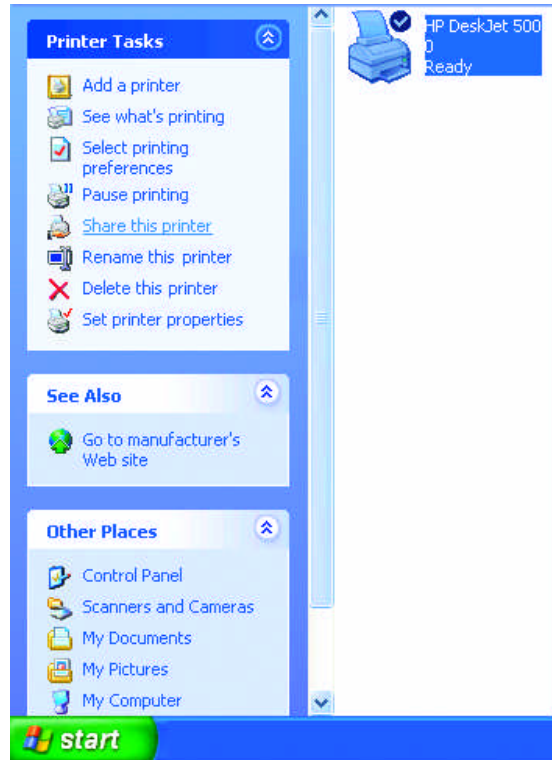 Printer Tasks
Add a printer
See what's printing
Select printing
preferences
Pause printing
Share this printer
Rename this printer
Delete this printer
Set printer properties
See Also
Go to manufacturer's
Web site
Other Places
Control Panel
Scanners and Cameras
My Documents
My Pictures
My Computer
HP DeskJet 500
0
Ready
start